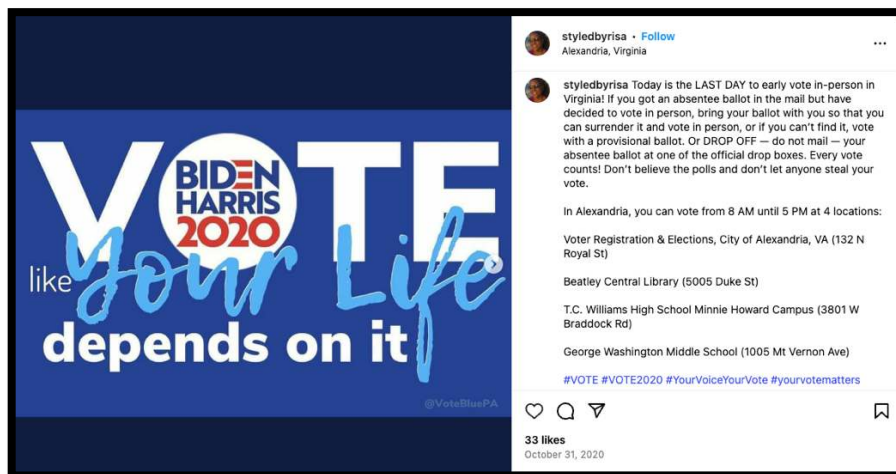 VOTE
BIDEN
HARRIS
2020
like Your Life
depends on it
@VoteBluePA
styledbyrisa • Follow
Alexandria, Virginia
styledbyrisa Today is the LAST DAY to early vote in-person in
Virginia! If you got an absentee ballot in the mail but have
decided to vote in person, bring your ballot with you so that you
can surrender it and vote in person, or if you can't find it, vote
with a provisional ballot. Or DROP OFF — do not mail — your
absentee ballot at one of the official drop boxes. Every vote
counts! Don't believe the polls and don't let anyone steal your
vote.
In Alexandria, you can vote from 8 AM until 5 PM at 4 locations:
Voter Registration & Elections, City of Alexandria, VA (132 N
Royal St)
Beatley Central Library (5005 Duke St)
T.C. Williams High School Minnie Howard Campus (3801 W
Braddock Rd)
George Washington Middle School (1005 Mt Vernon Ave)
#VOTE #VOTE2020 #YourVoiceYourVote #yourvotematters
33 likes
October 31, 2020